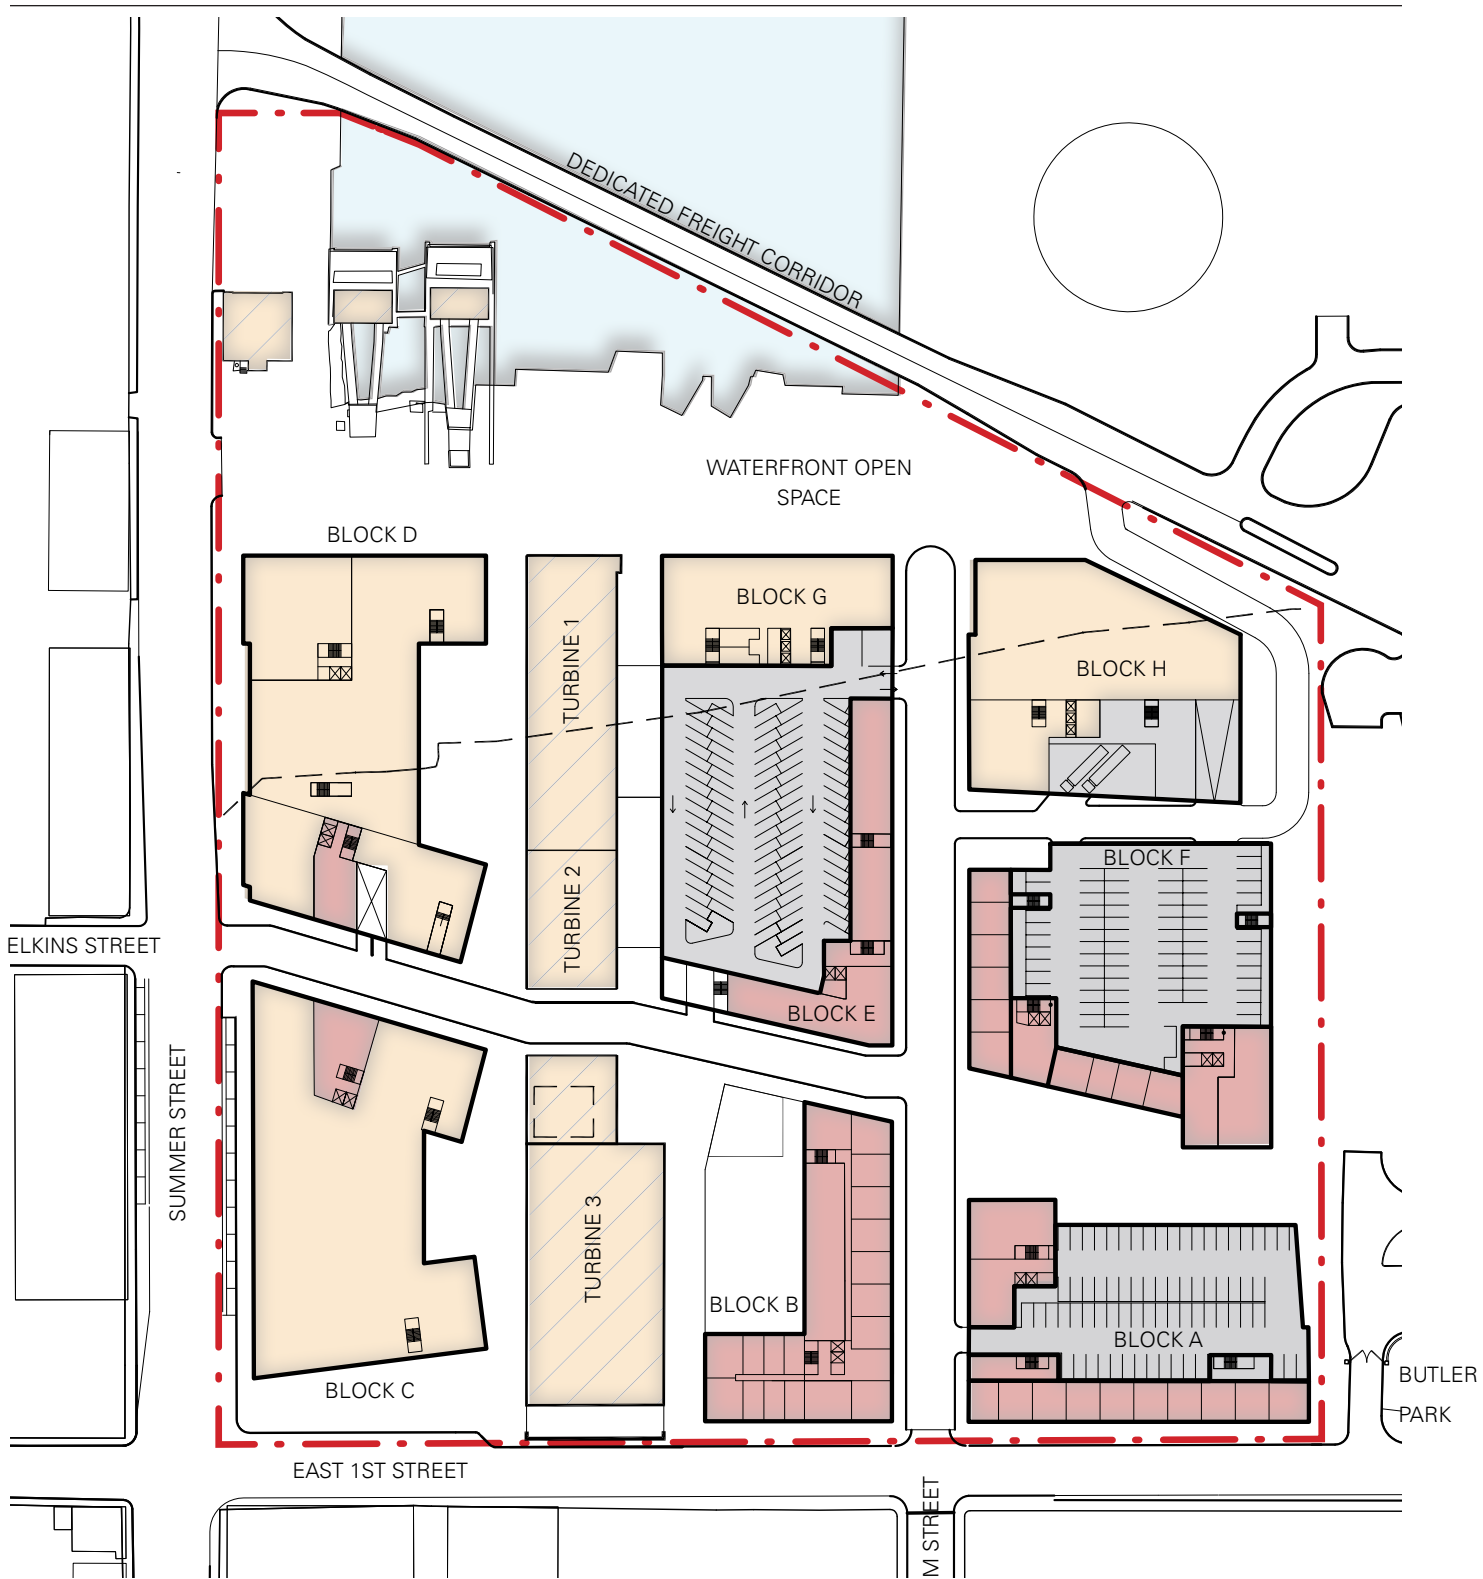 DEDICATED FREIGHT CORRIDOR
WATERFRONT OPEN
SPACE
BLOCK D
BLOCK G
TURBINE 1
BLOCK H
BLOCK F
TURBINE 2
ELKINS STREET
BLOCK E
SUMMER STREET
TURBINE 3
BLOCK B
BLOCK A
BLOCK C
BUTLER
PARK
EAST 1ST STREET
M STREET